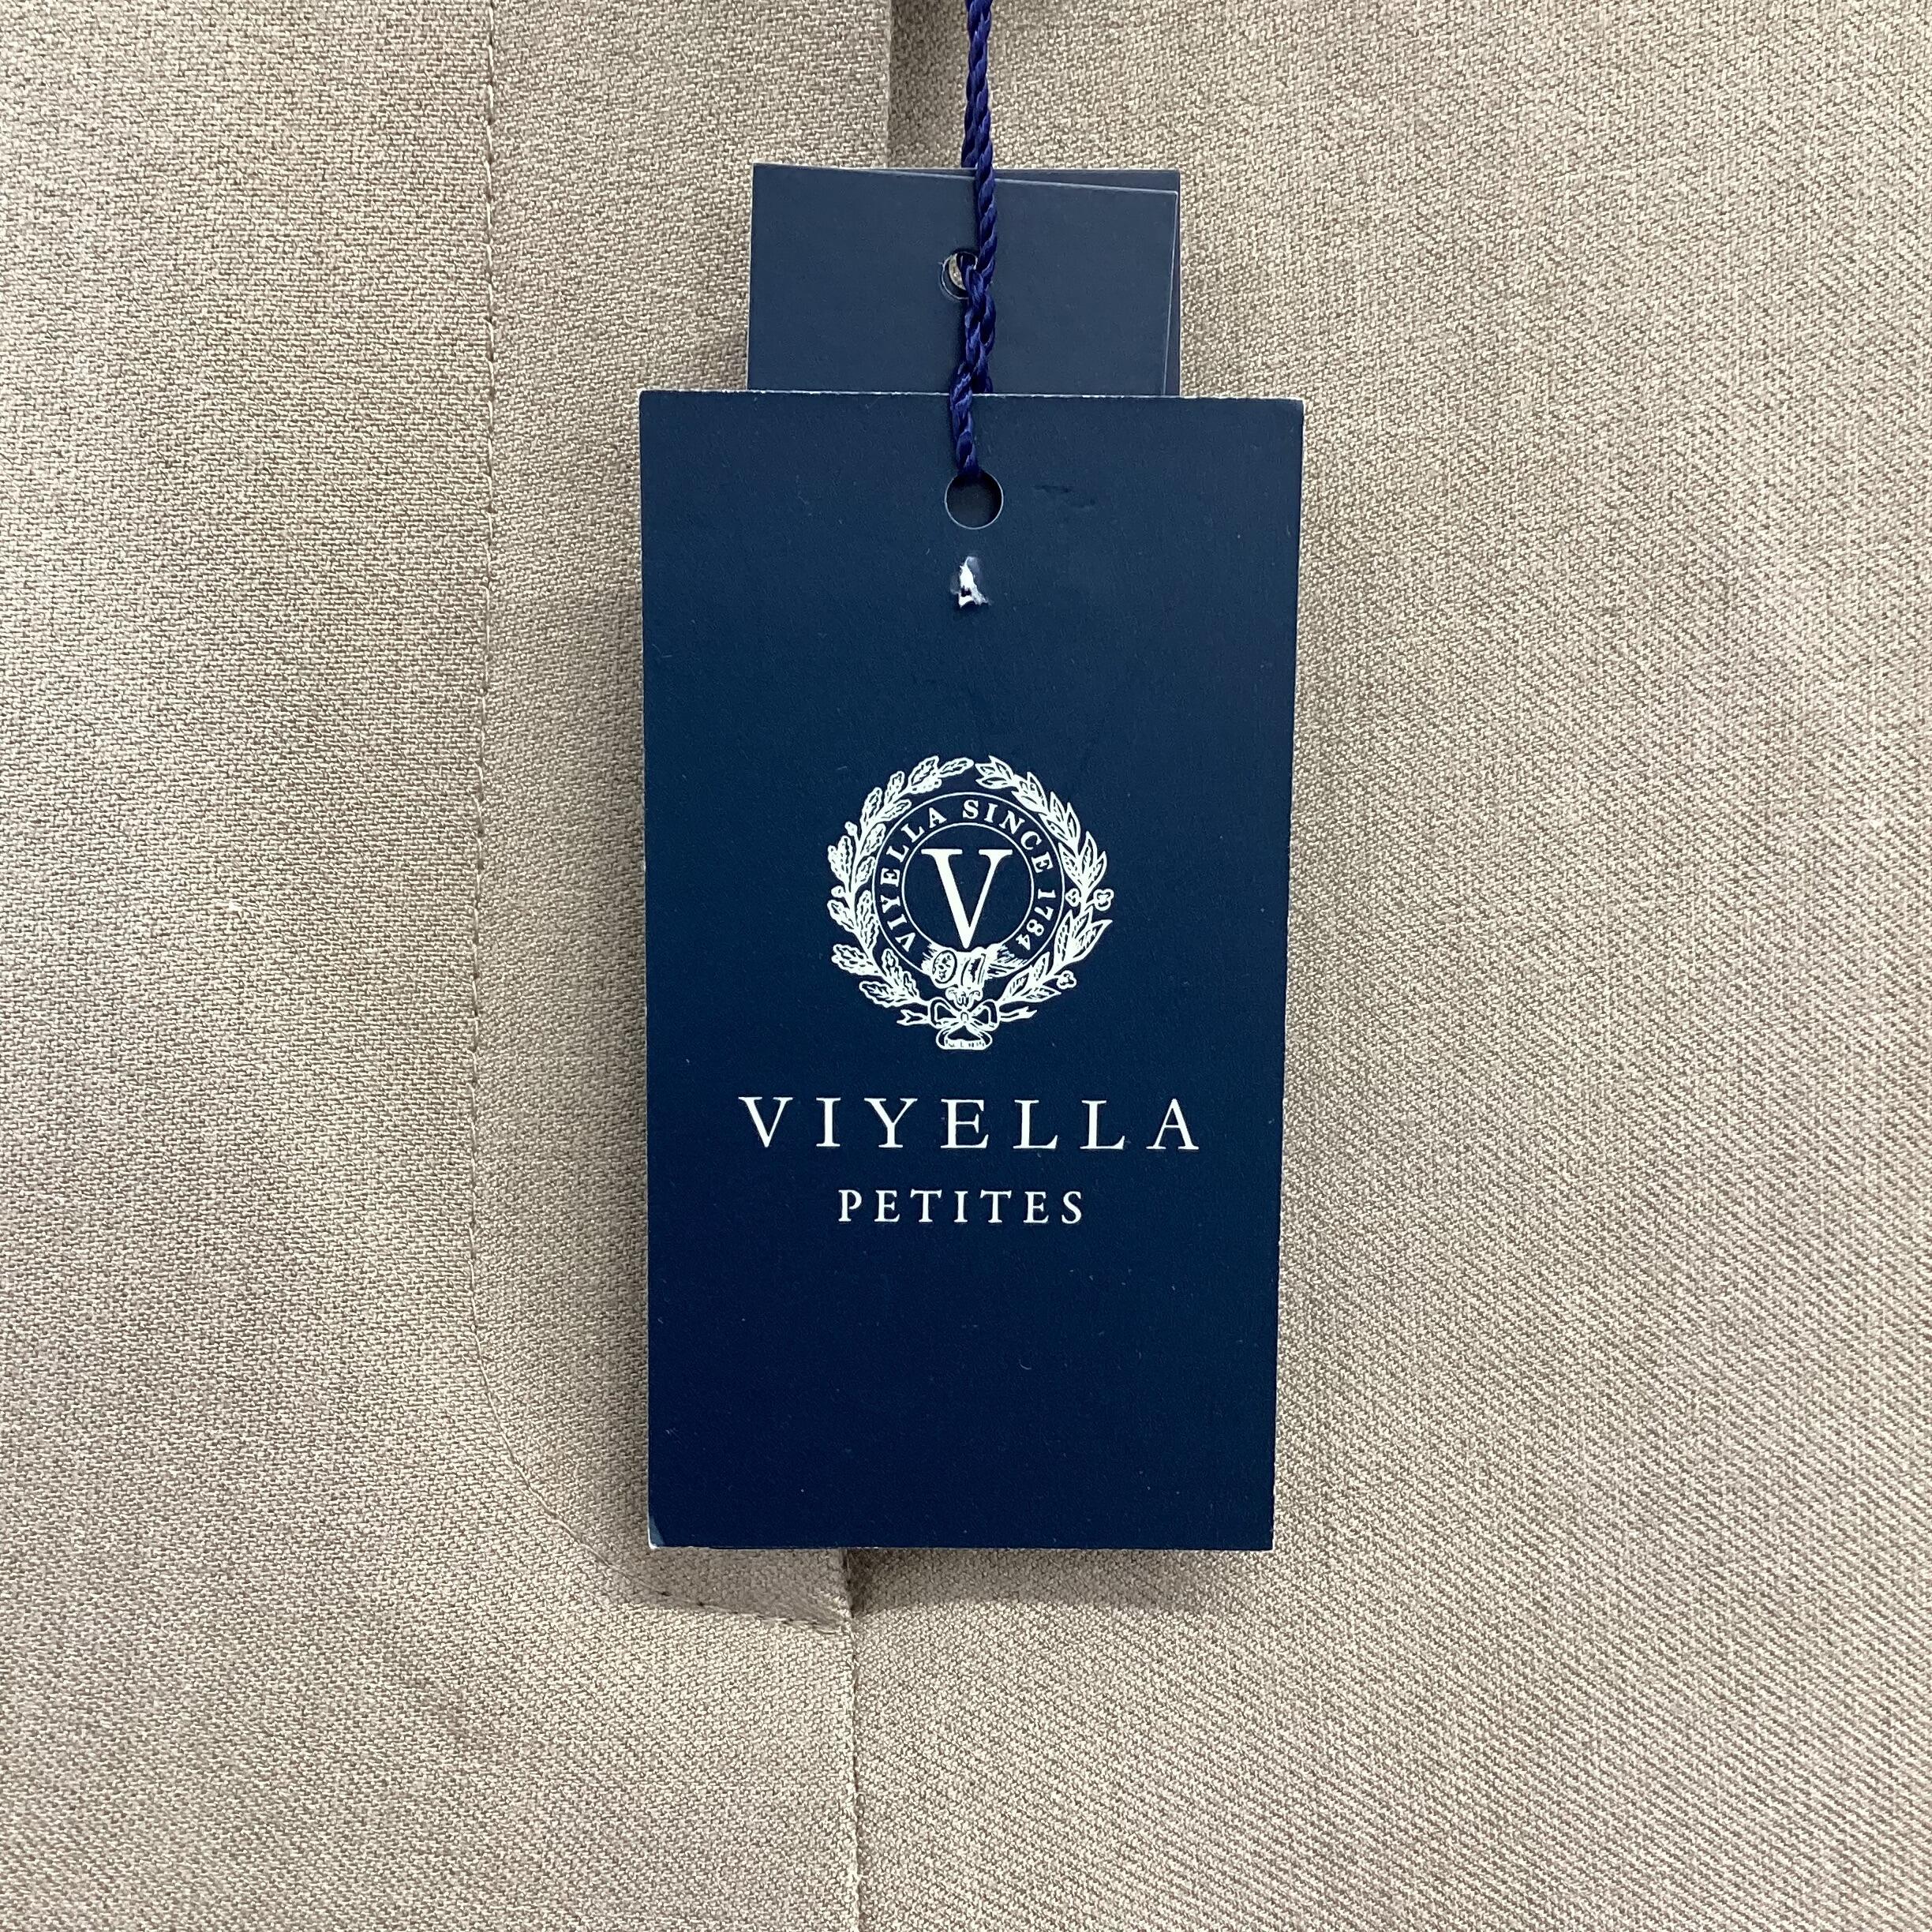 VIYELLA SINCE 1784
V
VIYELLA
PETITES